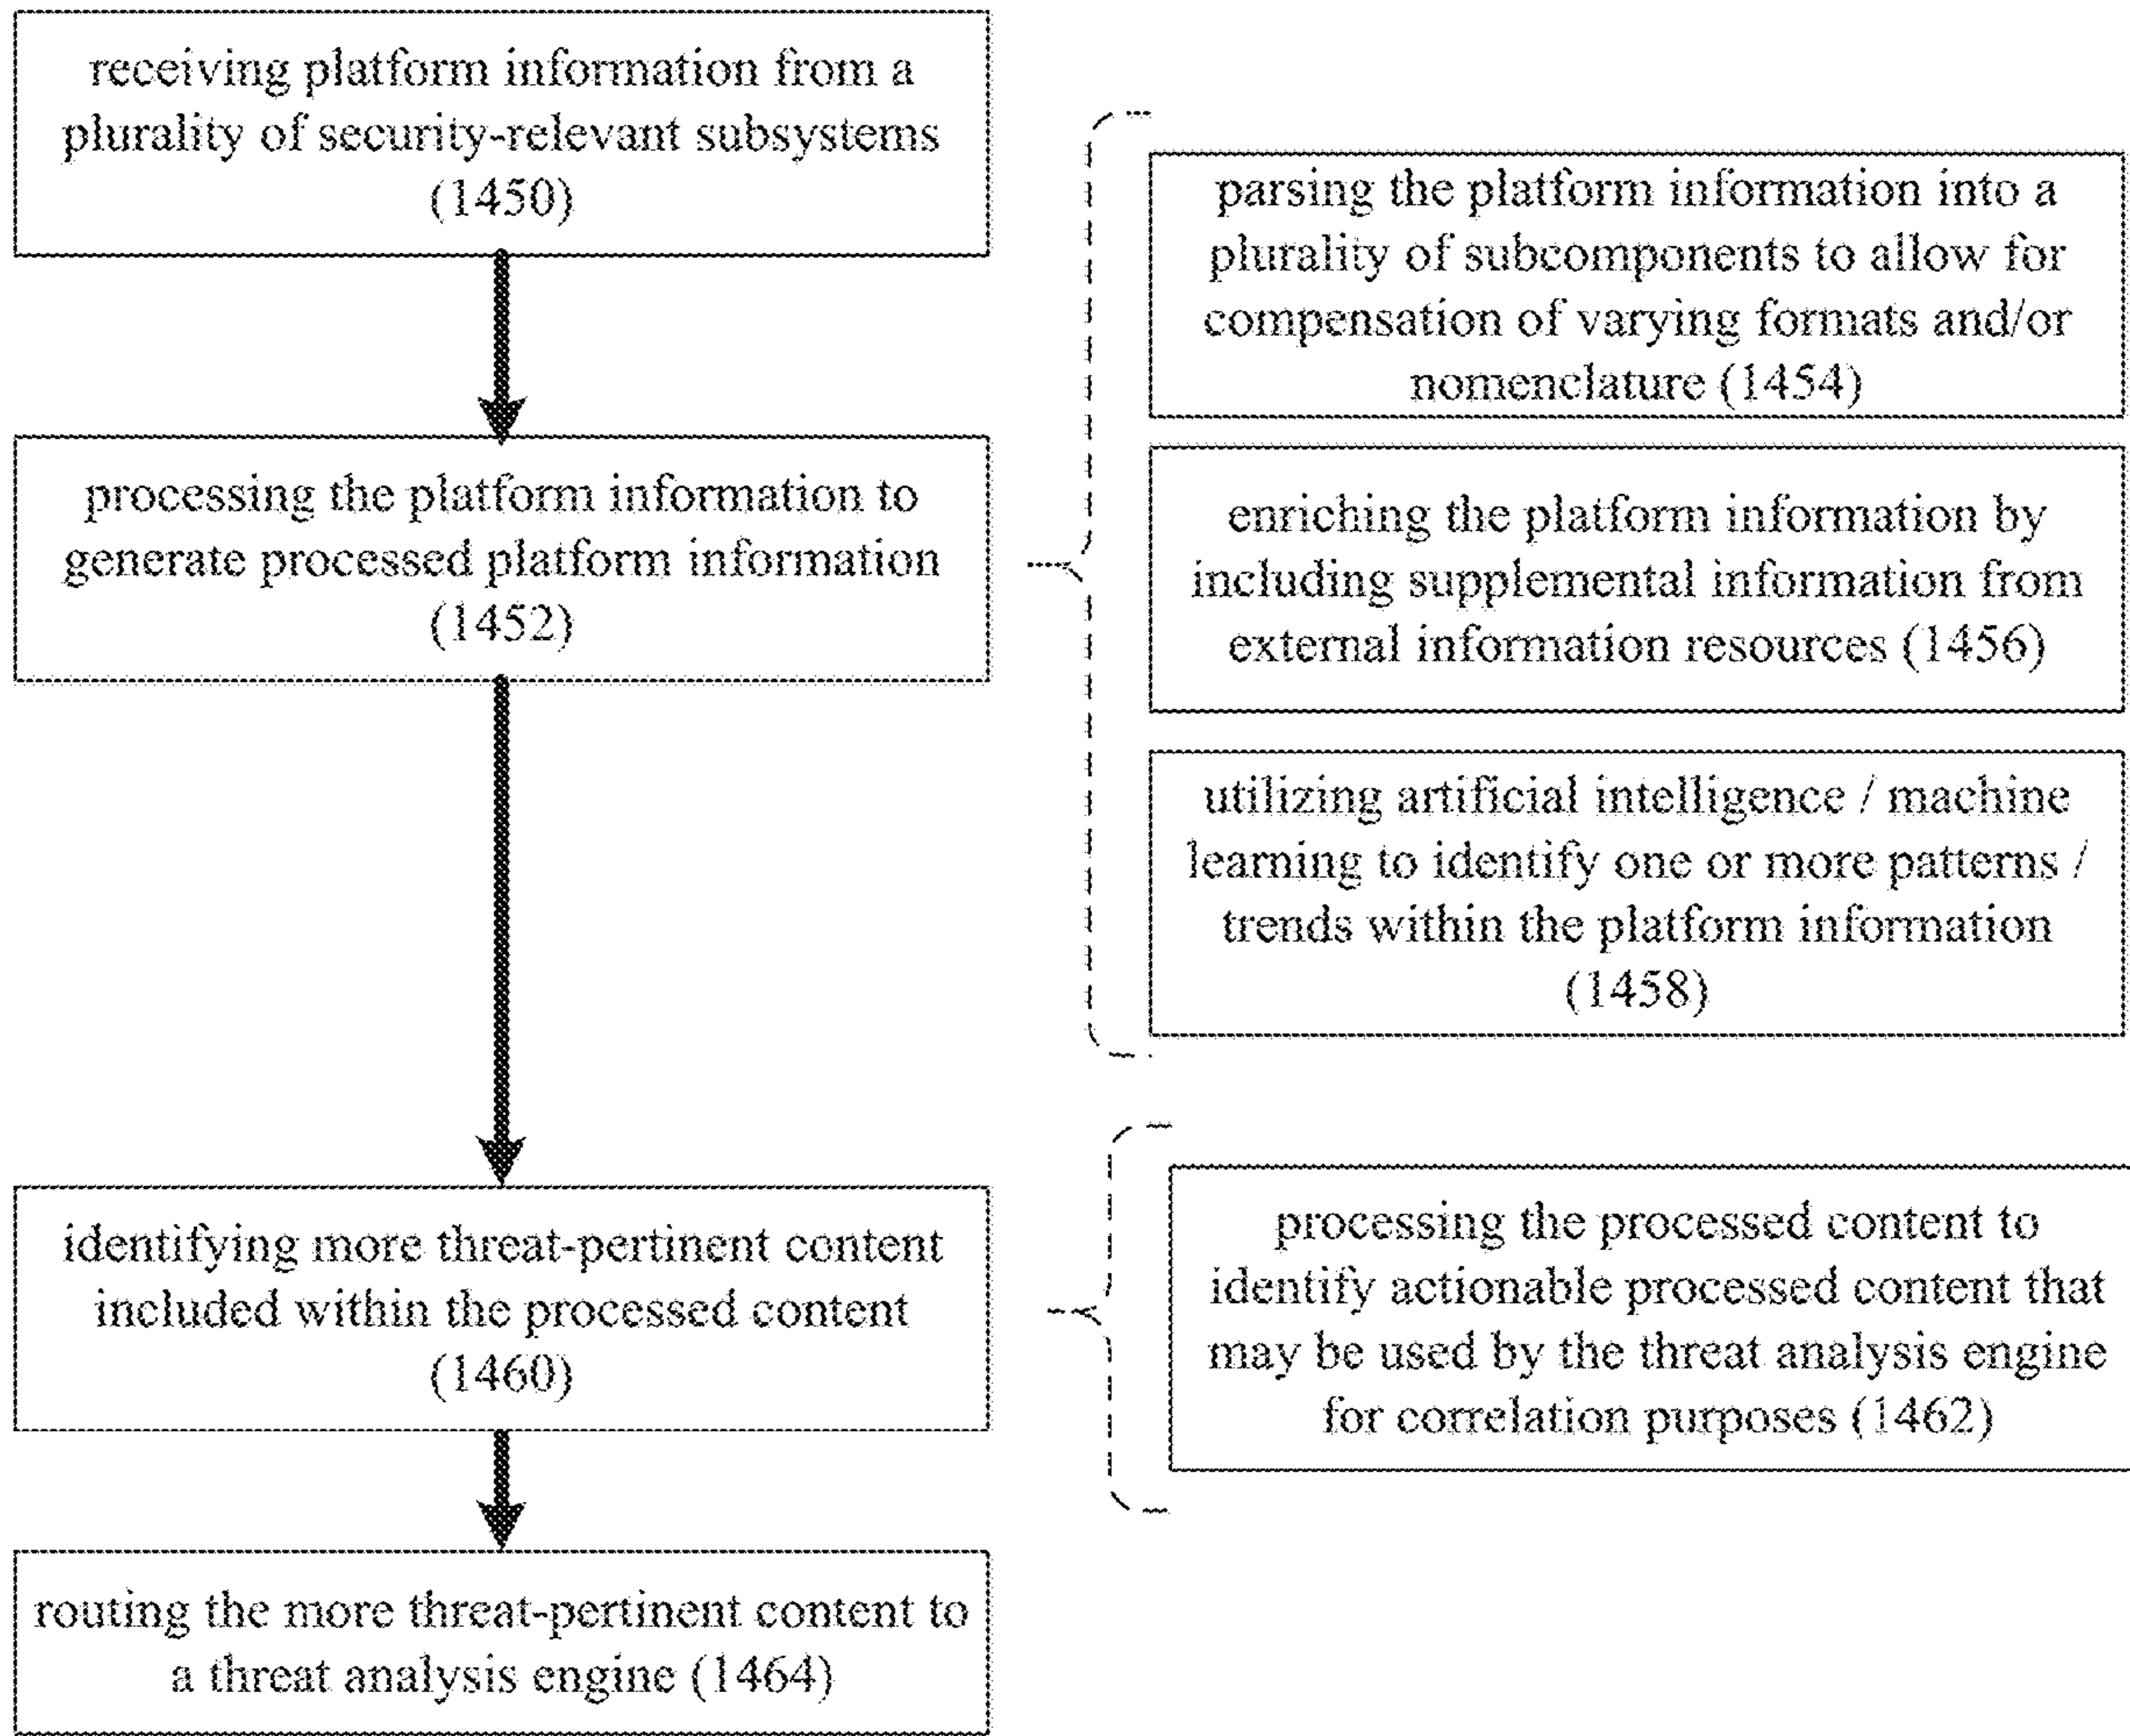 receiving platform information from a
plurality of security-relevant subsystems
(1450)
processing the platform information to
generate processed platform information
(1452)
parsing the platform information into a
plurality of subcomponents to allow for
compensation of varying formats and/or
nomenclature (1454)
enriching the platform information by
including supplemental information from
external information resources (1456)
utilizing artificial intelligence / machine
learning to identify one or more patterns /
trends within the platform information
(1458)
identifying more threat-pertinent content
included within the processed content
(1460)
processing the processed content to
identify actionable processed content that
may be used by the threat analysis engine
for correlation purposes (1462)
routing the more threat-pertinent content to
a threat analysis engine (1464)